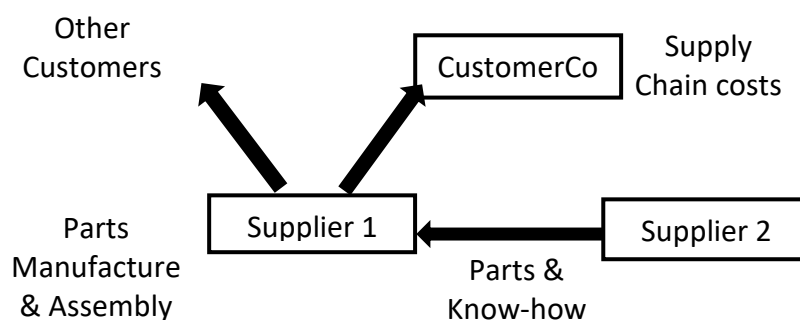 Other
Customers
CustomerCo
Supply
Chain costs
Parts
Manufacture
& Assembly
Supplier 1
Supplier 2
Parts &
Know-how